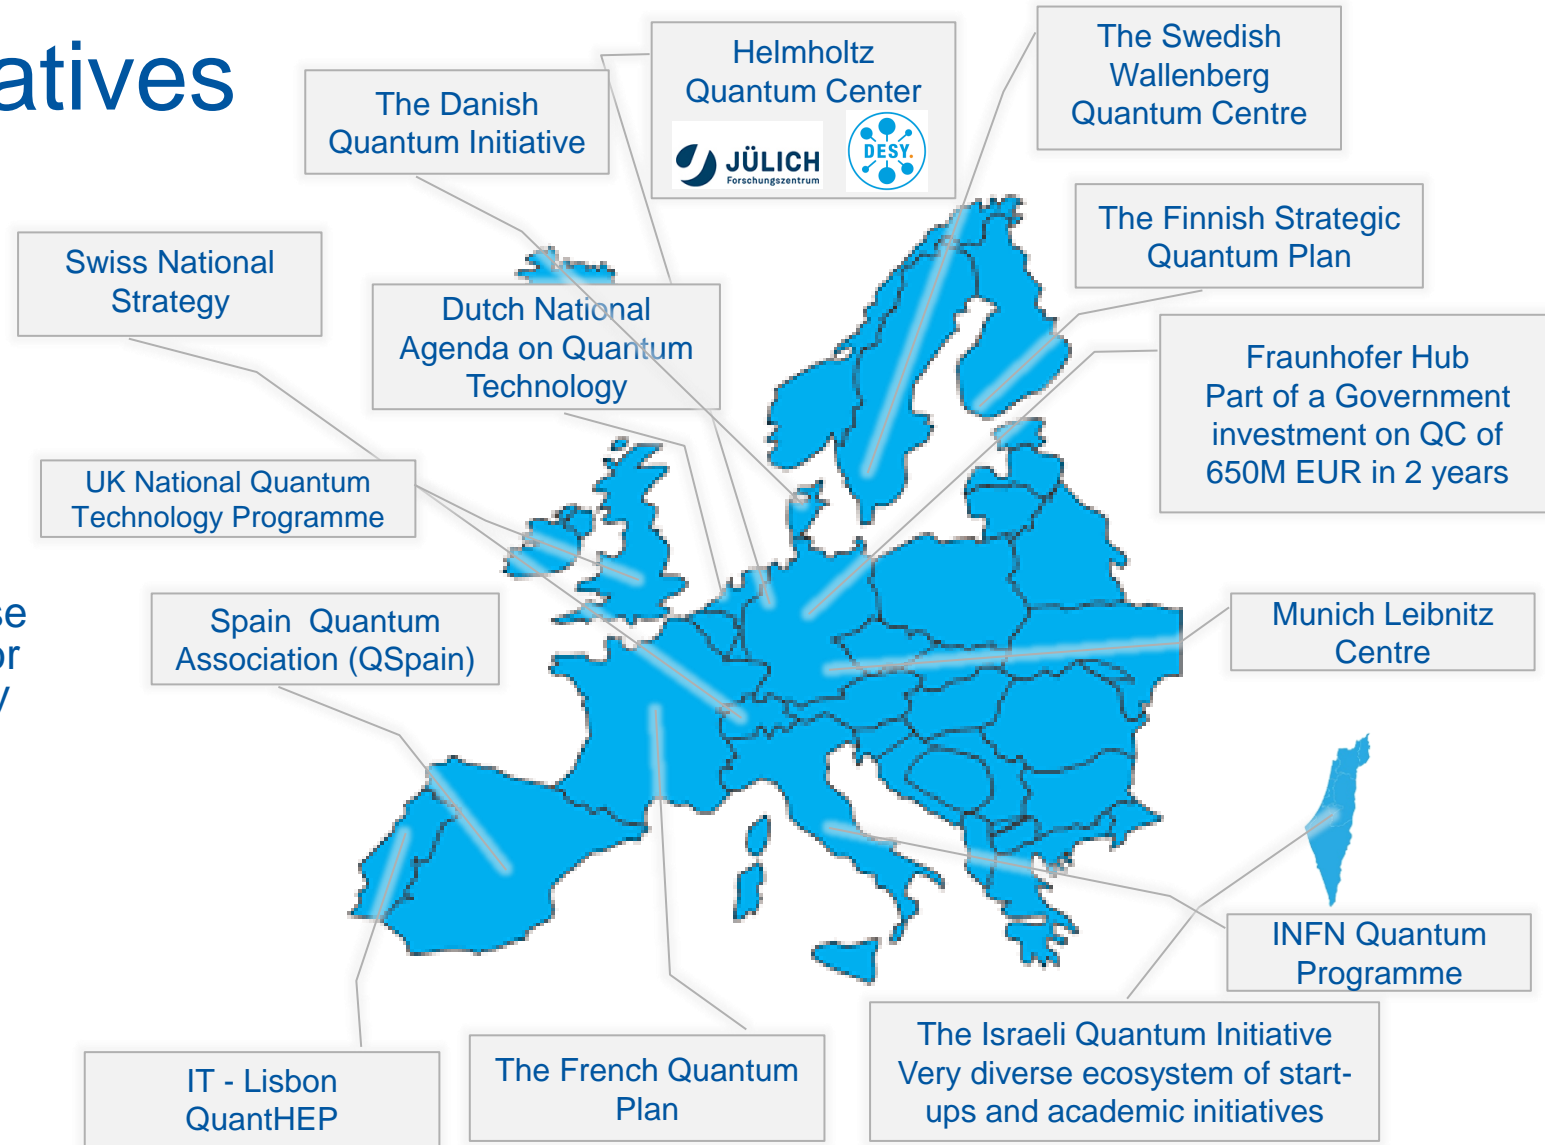 atives
The Danish
Quantum Initiative
Helmholtz
Quantum Center
JÜLICH
Forschungszentrum
DESY.
The Swedish
Wallenberg
Quantum Centre
Swiss National
Strategy
Dutch National
Agenda on Quantum
Technology
The Finnish Strategic
Quantum Plan
Fraunhofer Hub
Part of a Government
investment on QC of
650M EUR in 2 years
UK National Quantum
Technology Programme
se
or
y
Spain Quantum
Association (QSpain)
Munich Leibnitz
Centre
INFN Quantum
Programme
IT - Lisbon
QuantHEP
The French Quantum
Plan
The Israeli Quantum Initiative
Very diverse ecosystem of start-
ups and academic initiatives